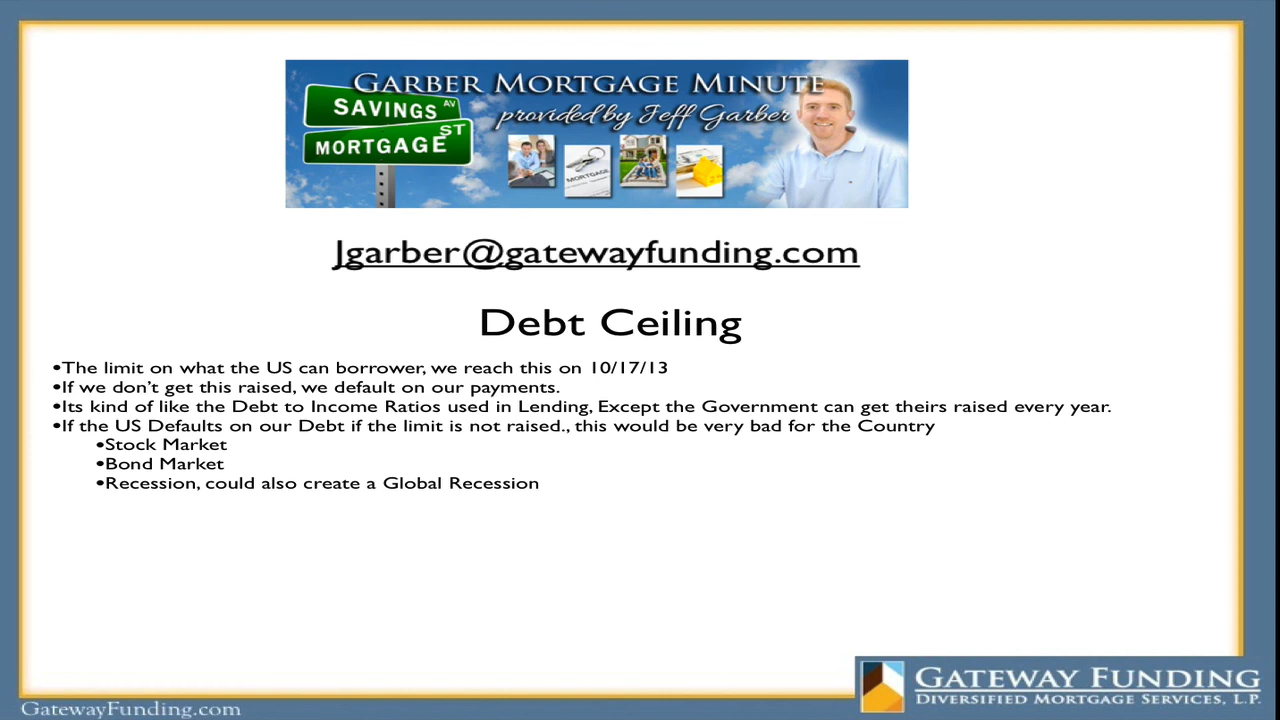 GARBER MORTGAGE MINUTE
provided by Jeff Garber
SAVINGS AV
MORTGAGE ST
MORTGAGE
Jgarber@gatewayfunding.com
Debt Ceiling
•The limit on what the US can borrower, we reach this on 10/17/13
•If we don't get this raised, we default on our payments.
•Its kind of like the Debt to Income Ratios used in Lending, Except the Government can get theirs raised every year.
•If the US Defaults on our Debt if the limit is not raised., this would be very bad for the Country
•Stock Market
•Bond Market
•Recession, could also create a Global Recession
GATEWAY FUNDING
DIVERSIFIED MORTGAGE SERVICES, L.P.
GatewayFunding.com